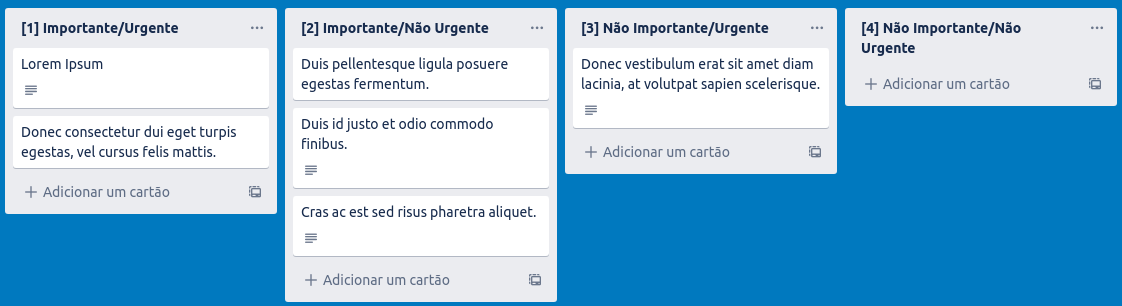 [1] Importante/Urgente
Lorem Ipsum
Donec consectetur dui eget turpis
egestas, vel cursus felis mattis.
Adicionar um cartão
[2] Importante/Não Urgente
Duis pellentesque ligula posuere
egestas fermentum.
Duis id justo et odio commodo
finibus.
Cras ac est sed risus pharetra aliquet.
Adicionar um cartão
[3] Não Importante/Urgente
Donec vestibulum erat sit amet diam
lacinia, at volutpat sapien scelerisque.
Adicionar um cartão
[4] Não Importante/Não
Urgente
Adicionar um cartão